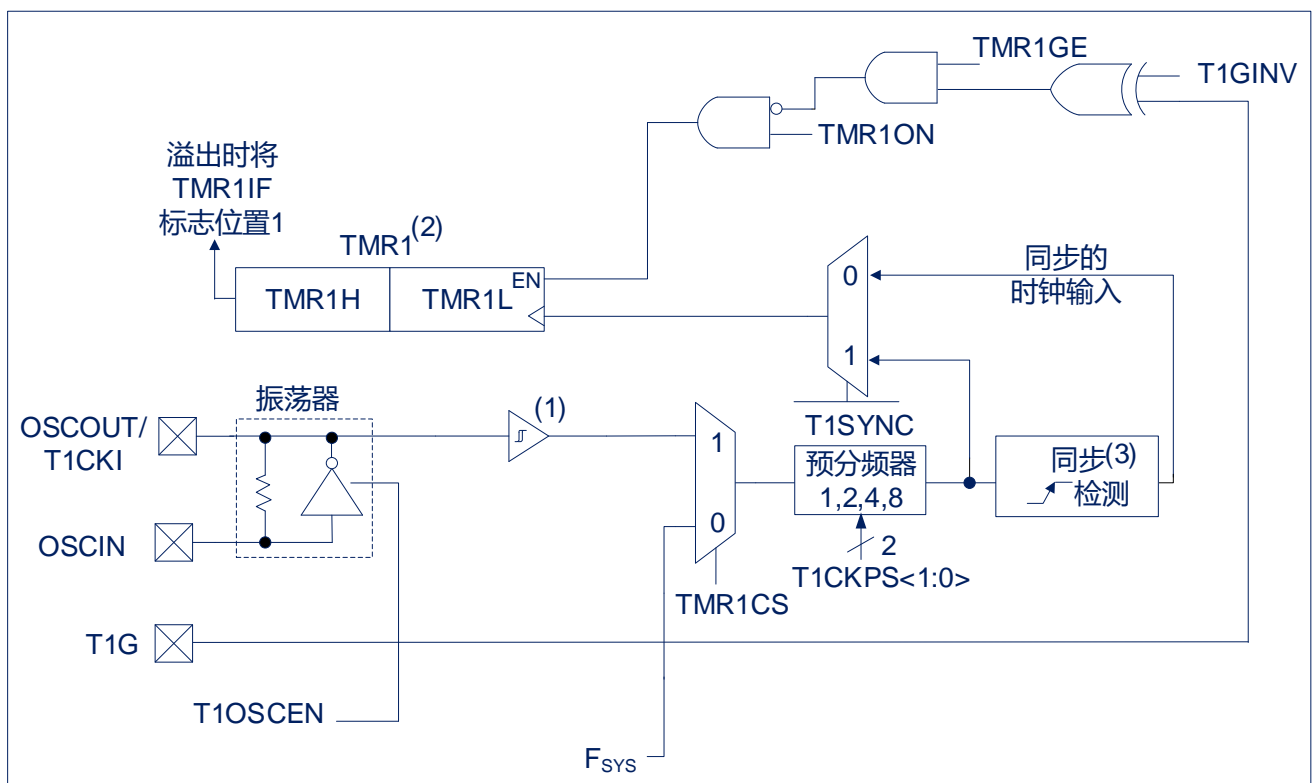 TMR1GE
T1GINV
TMR1ON
溢出时将
TMR1IF
标志位置1
TMR1(2)
EN
TMR1H
TMR1L
0
1
同步的
时钟输入
T1SYNC
振荡器
(1)
OSCOUT/
T1CKI
OSCIN
1
0
TMR1CS
预分频器
1,2,4,8
2
T1CKPS<1:0>
同步(3)
检测
T1G
T1OSCEN
FSYS